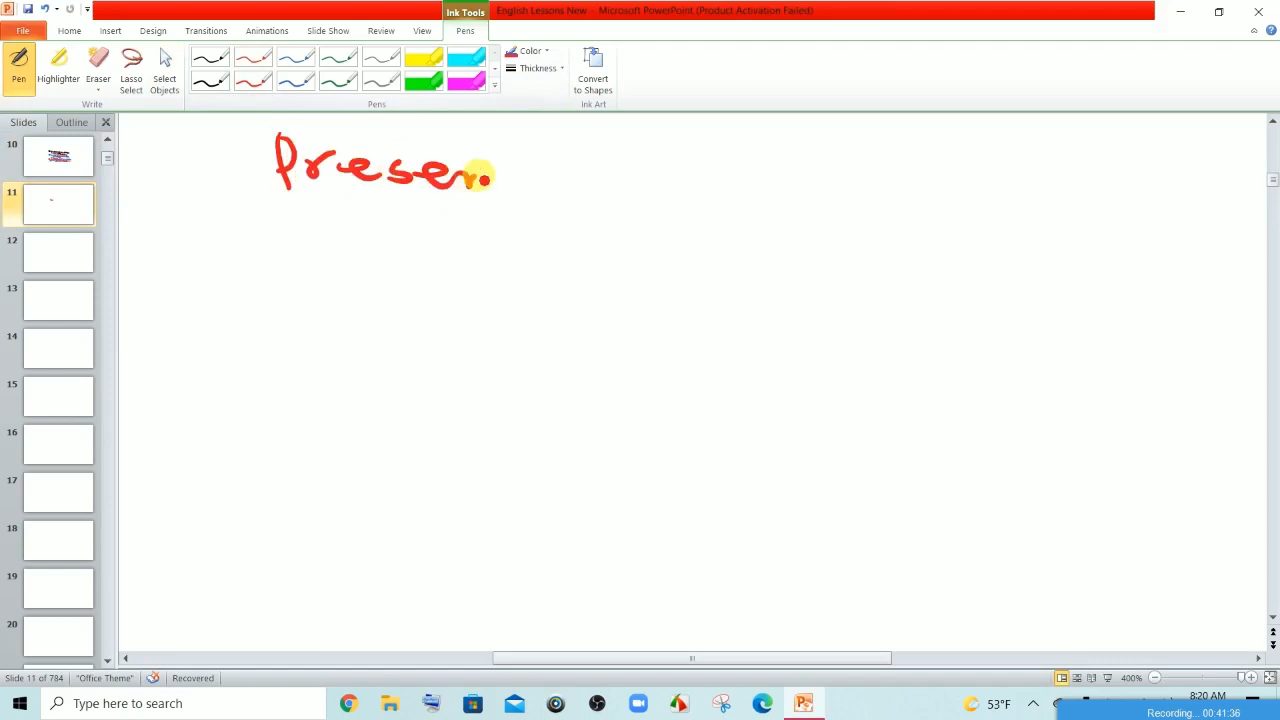 Ink Tools
English Lessons New - Microsoft PowerPoint (Product Activation Failed)
File Home Insert Design Transitions Animations Slide Show Review View Pens
Pen Highlighter Eraser Lasso Select Select Objects
Color
Thickness
Convert to Shapes
Write Pens Ink Art
Slides Outline
10
11
12
13
14
15
16
17
18
19
20
Presen
Slide 11 of 784 "Office Theme" Recovered 400%
Type here to search 53°F 8:20 AM
Recording... 00:41:36